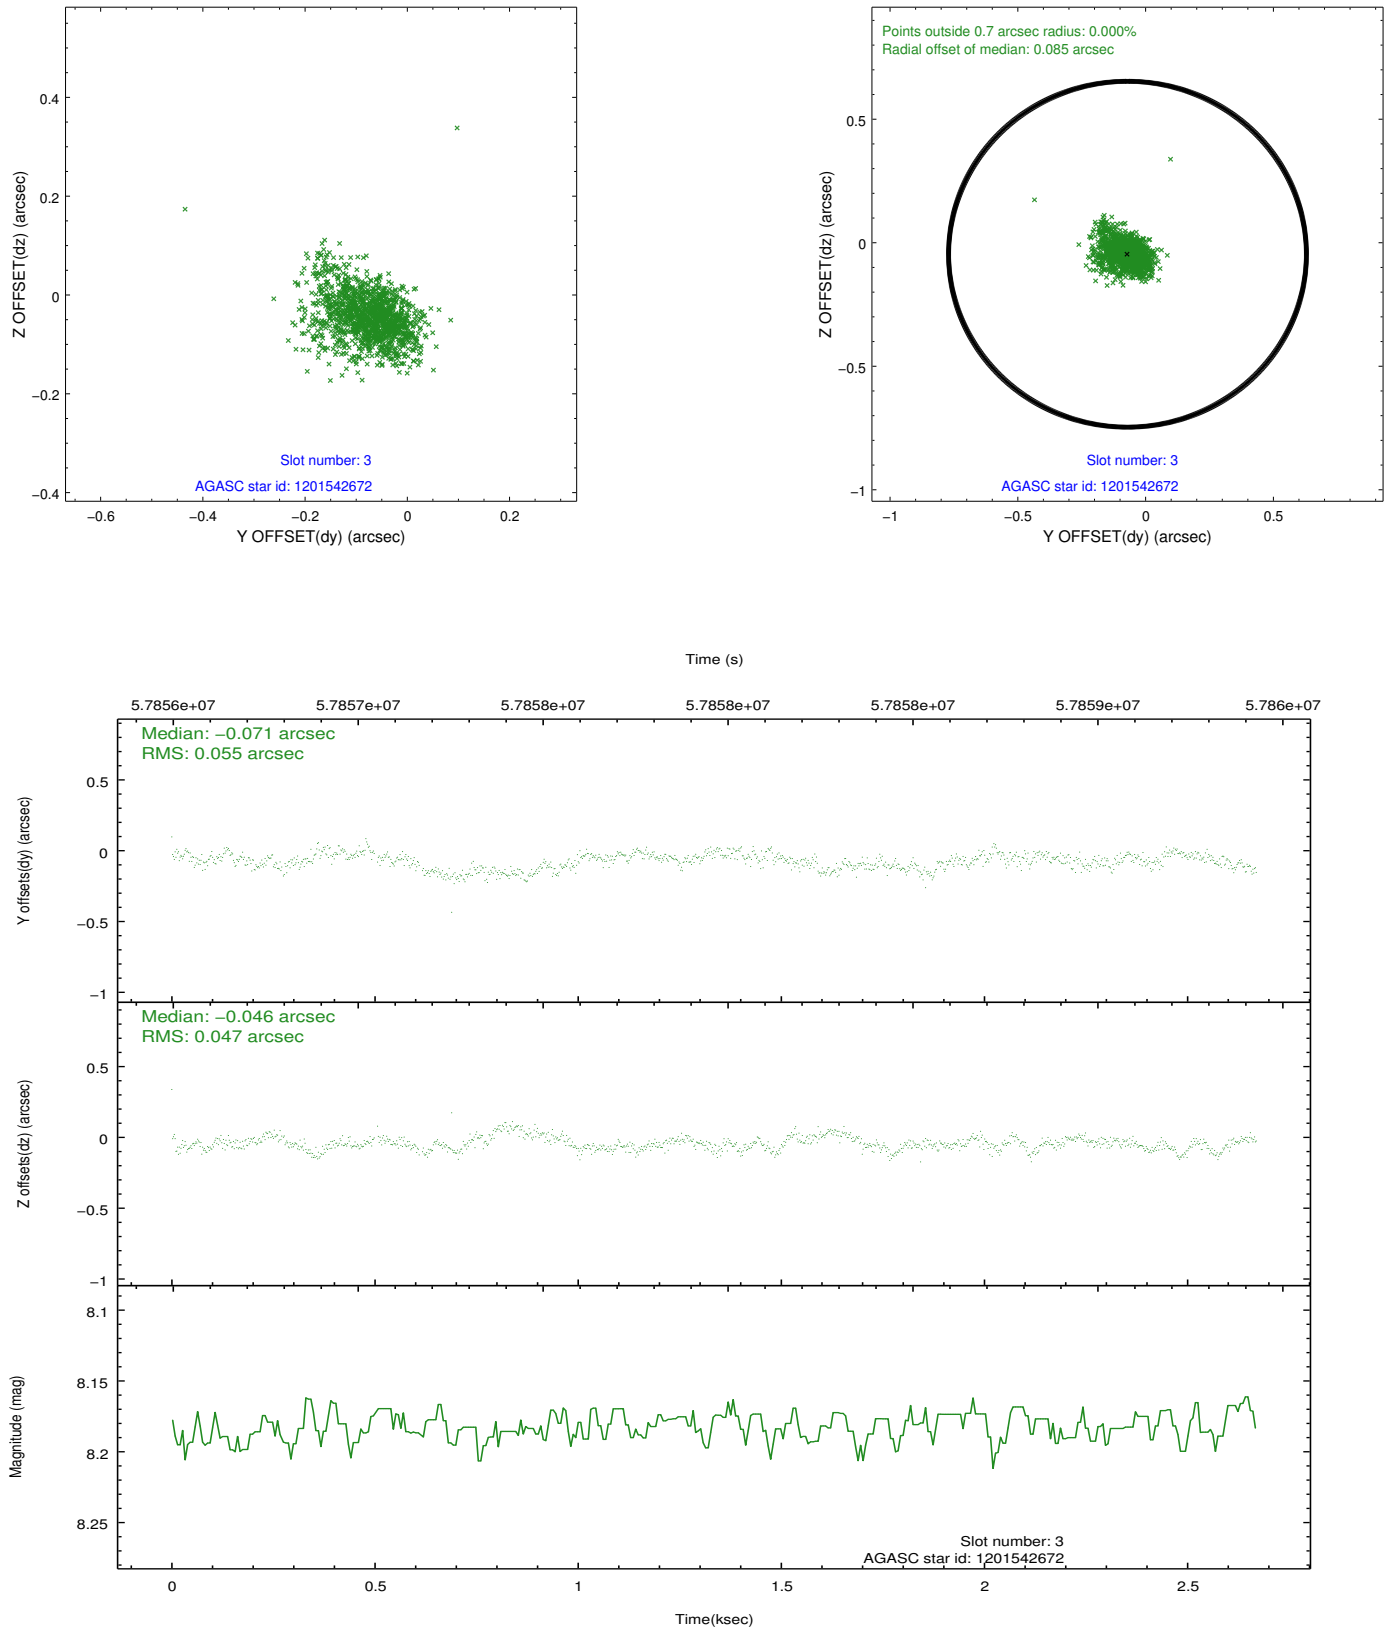 0.4
0.2
0
−0.2
−0.4
Z OFFSET(dz) (arcsec)
Slot number: 3
AGASC star id: 1201542672
−0.6
−0.4
−0.2
0
0.2
Y OFFSET(dy) (arcsec)
Points outside 0.7 arcsec radius: 0.000%
Radial offset of median: 0.085 arcsec
0.5
0
−0.5
−1
Z OFFSET(dz) (arcsec)
Slot number: 3
AGASC star id: 1201542672
−1
−0.5
0
0.5
Y OFFSET(dy) (arcsec)
Time (s)
5.7856e+07
5.7857e+07
5.7858e+07
5.7858e+07
5.7858e+07
5.7859e+07
5.786e+07
Median: −0.071 arcsec
RMS: 0.055 arcsec
0.5
0
−0.5
−1
Y offsets(dy) (arcsec)
Median: −0.046 arcsec
RMS: 0.047 arcsec
0.5
0
−0.5
−1
Z offsets(dz) (arcsec)
8.1
8.15
8.2
8.25
Magnitude (mag)
Slot number: 3
AGASC star id: 1201542672
0
0.5
1
1.5
2
2.5
Time(ksec)